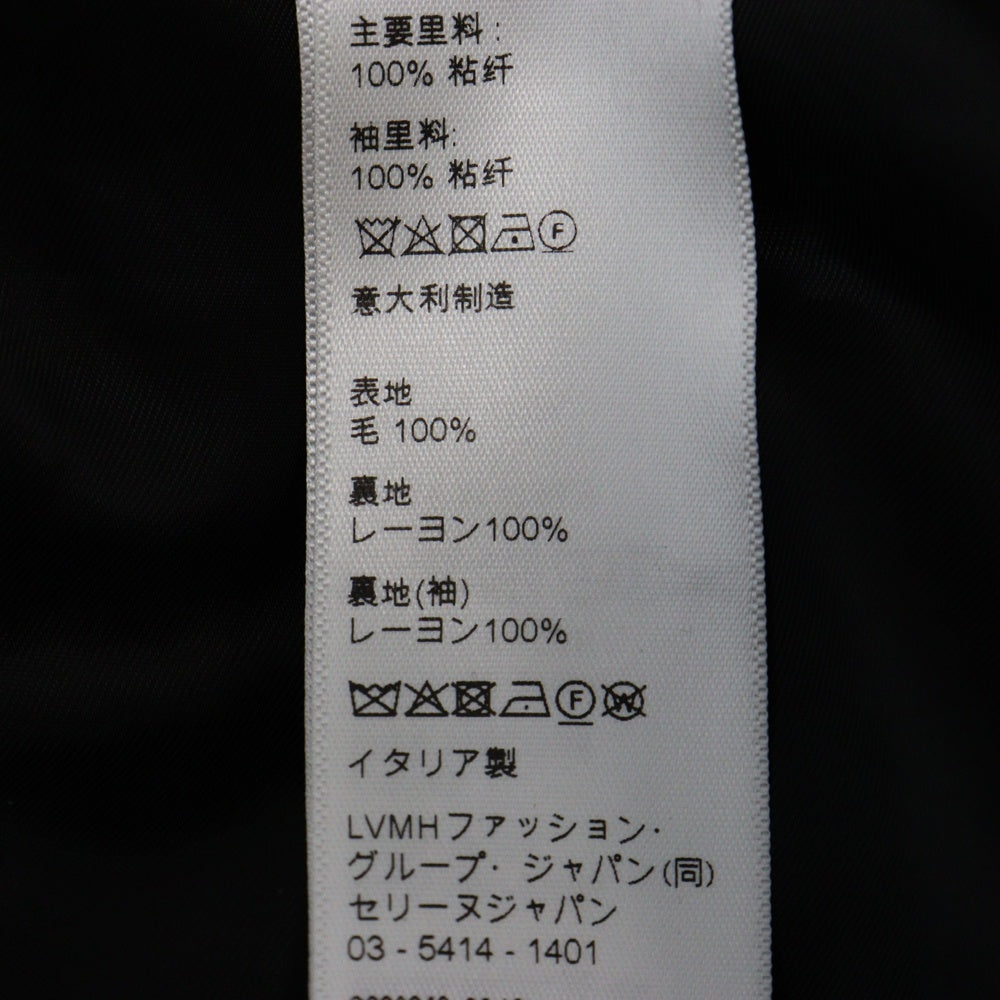 主要里料:
100% 粘纤
袖里料:
100% 粘纤
F
意大利制造
表地
毛 100%
裏地
レーヨン100%
裏地(袖)
レーヨン100%
F W
イタリア製
LVMHファッション・
グループ・ジャパン(同)
セリーヌジャパン
03 - 5414 - 1401